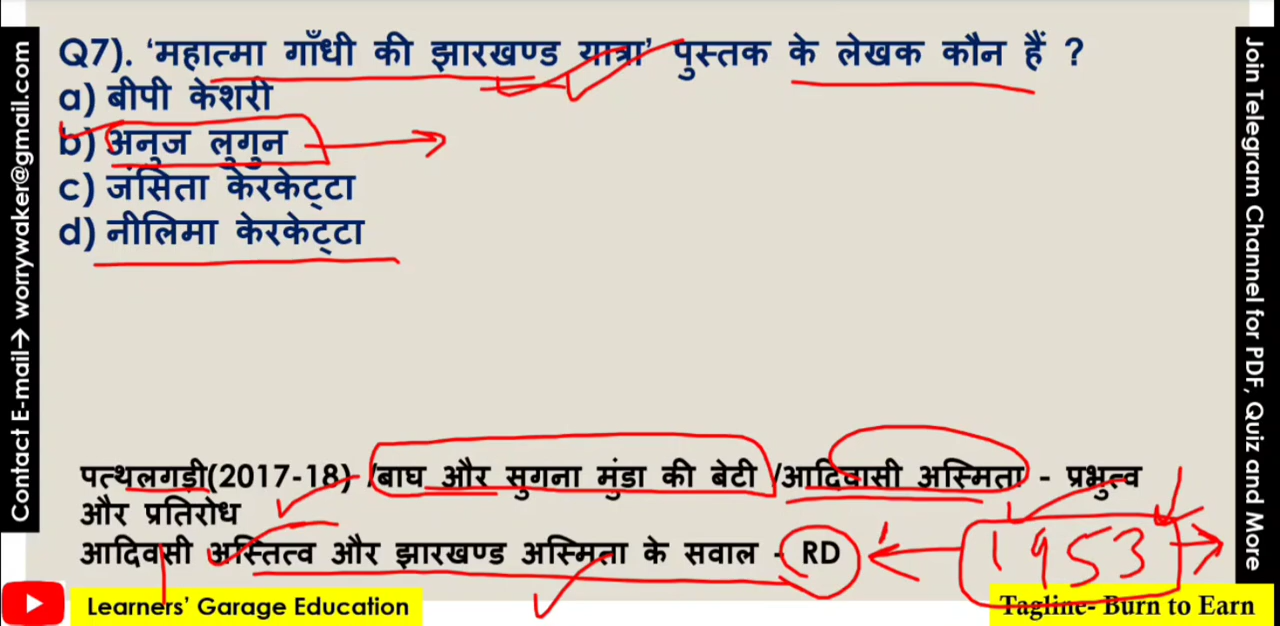 Q7). 'महात्मा गाँधी की झारखण्ड यात्रा' पुस्तक के लेखक कौन हैं ?
a) बीपी केशरी
b) अनुज लुगुन
c) जसिंता केरकेट्टा
d) नीलिमा केरकेट्टा
पत्थलगडी(2017-18) /बाघ और सुगना मुंडा की बेटी /आदिवासी अस्मिता - प्रभुत्व
और प्रतिरोध
आदिवसी अस्तित्व और झारखण्ड अस्मिता के सवाल - RD
1953
Learners' Garage Education
Tagline- Burn to Earn
Contact E-mail→ worrywaker@gmail.com
Join Telegram Channel for PDF, Quiz and More